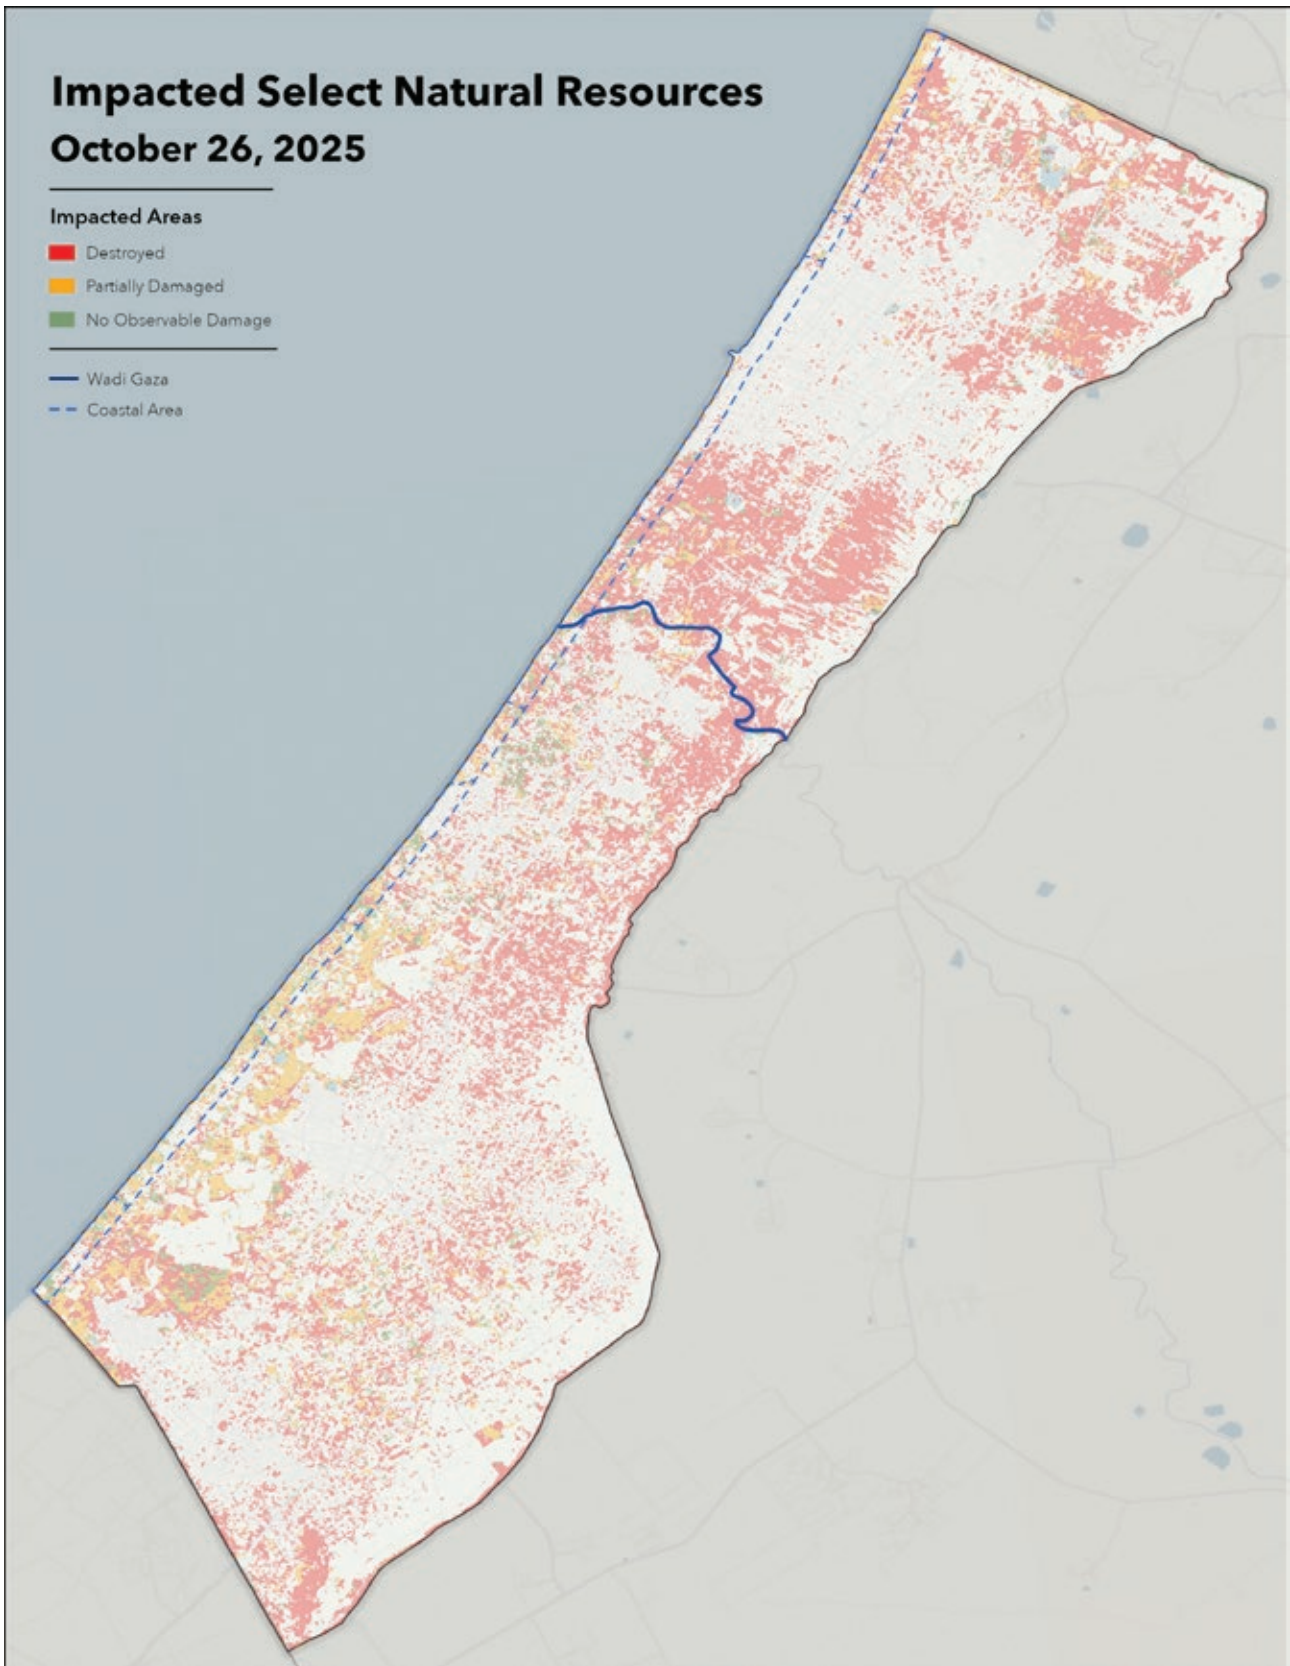 Impacted Select Natural Resources
October 26, 2025
Impacted Areas
Destroyed
Partially Damaged
No Observable Damage
Wadi Gaza
Coastal Area